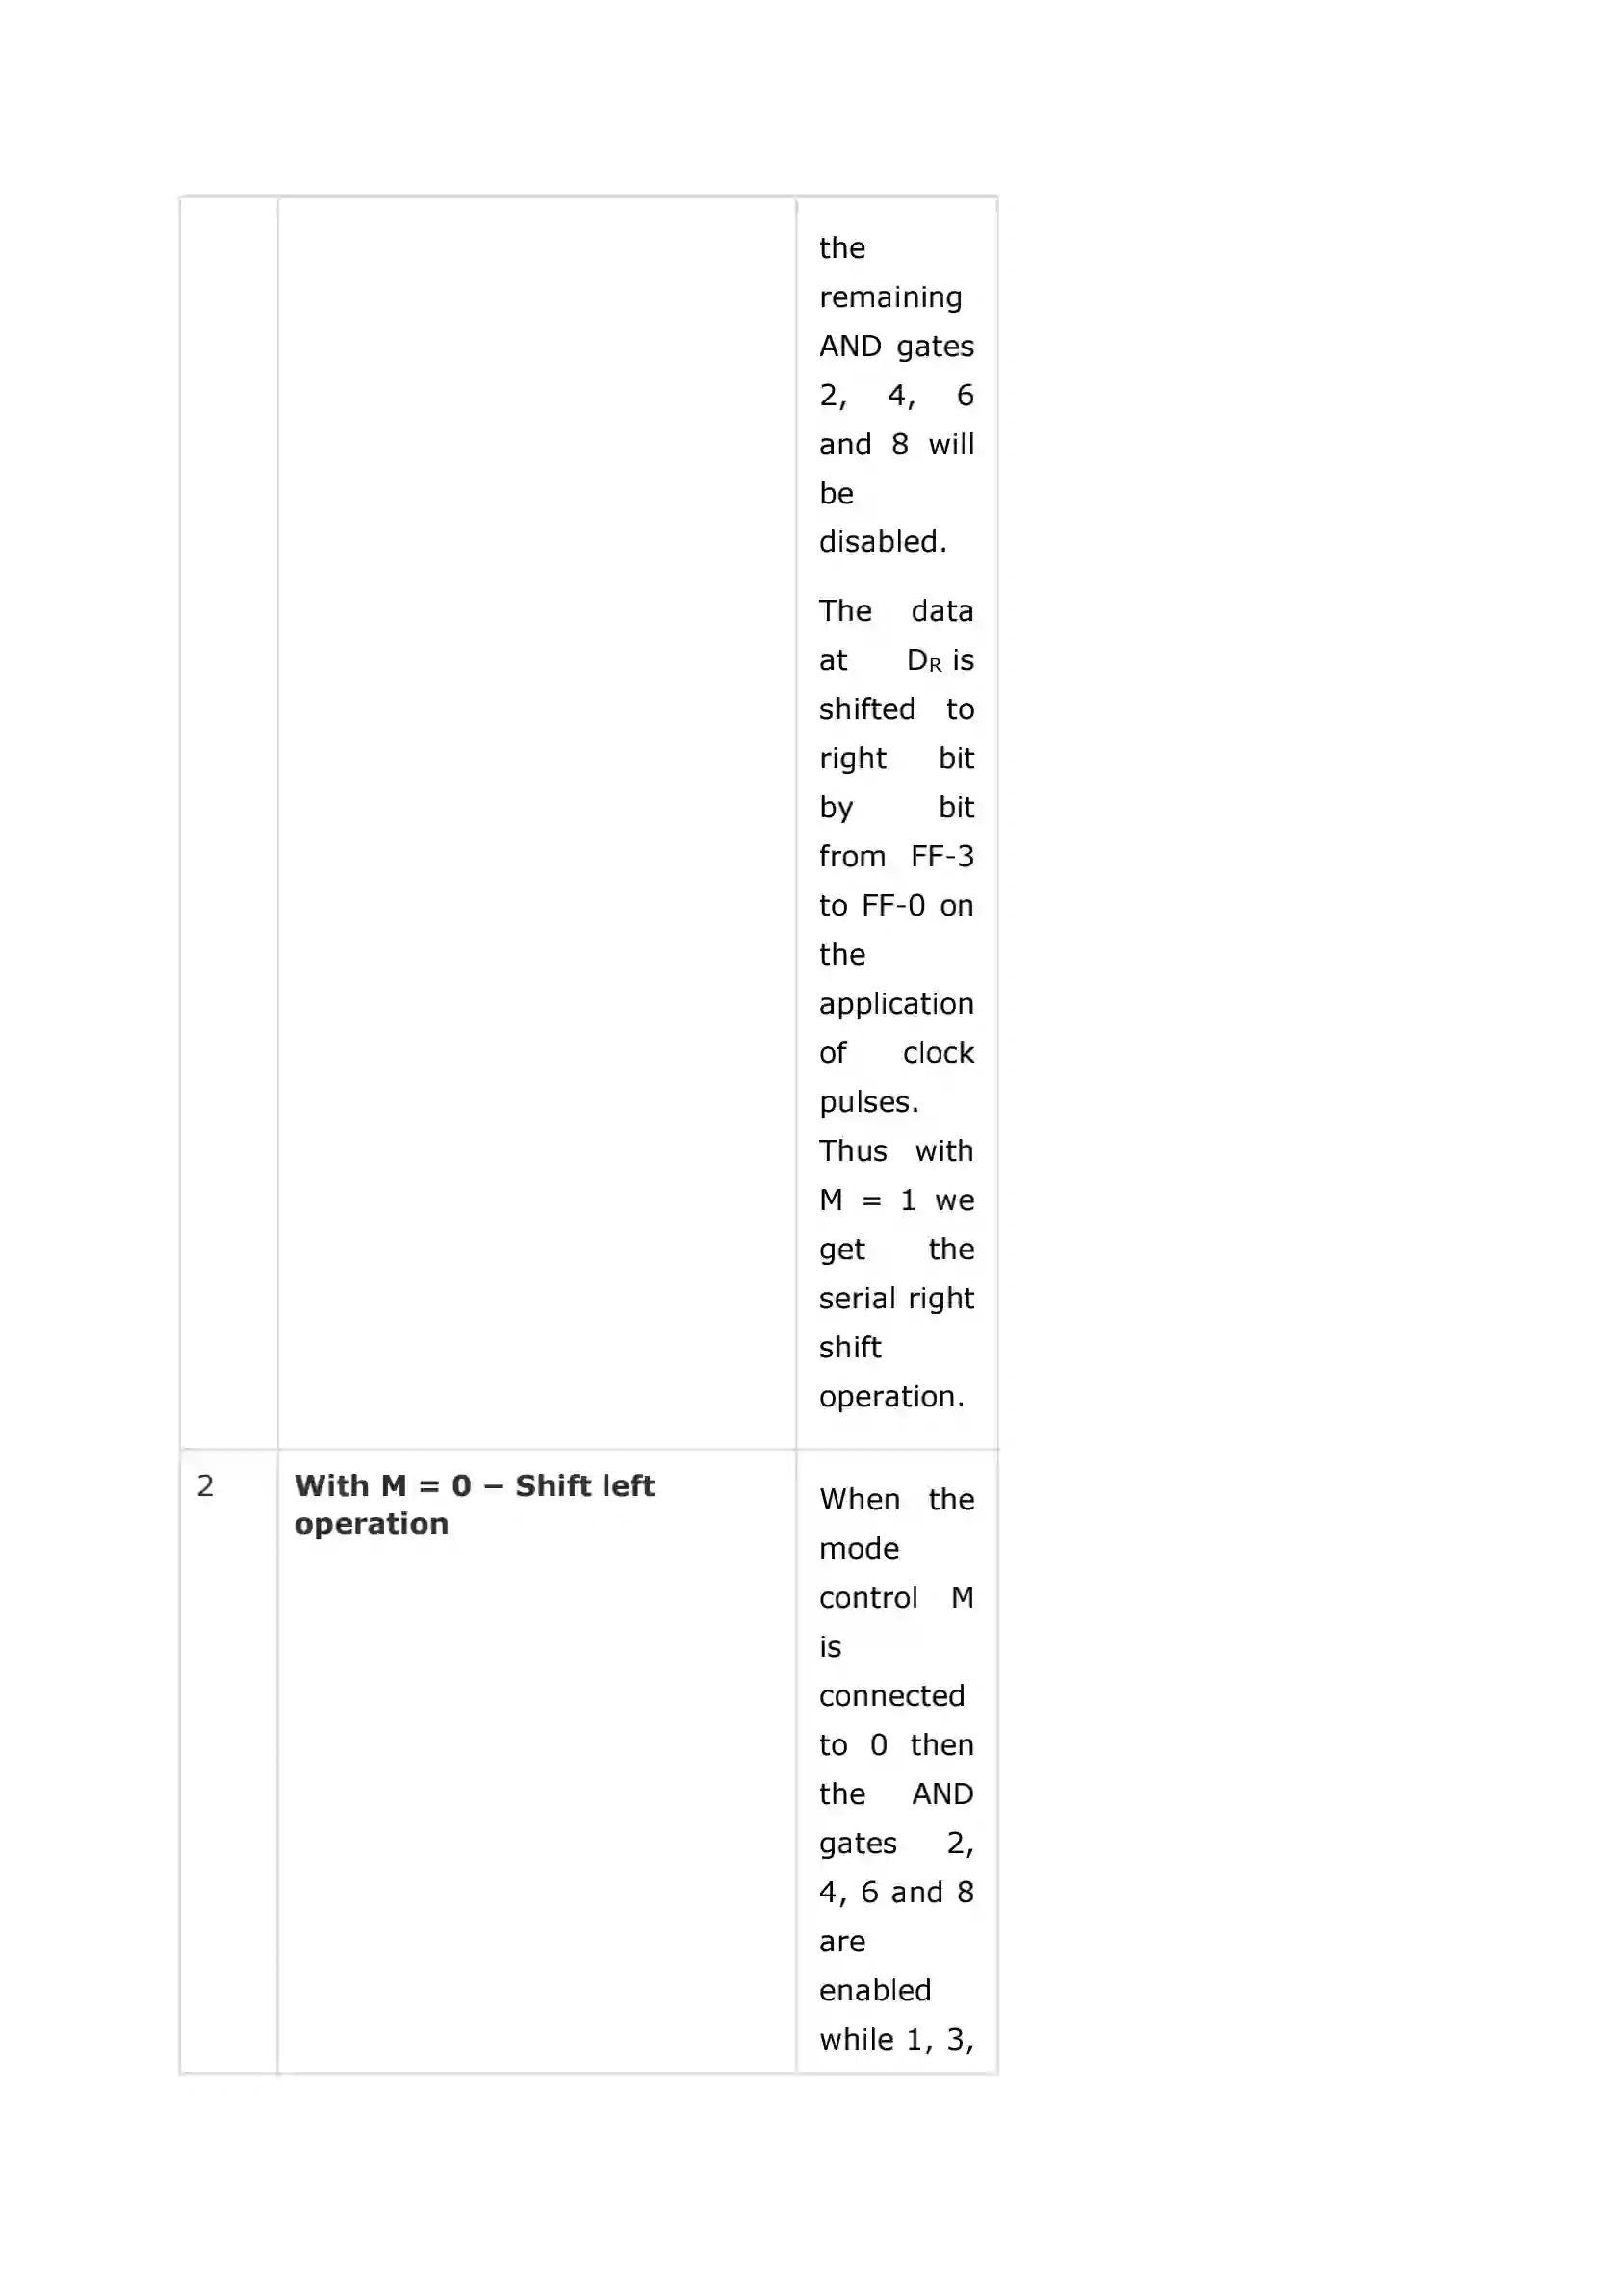 the
remaining
AND gates
2, 4, 6
and 8 will
be
disabled.
The data
at DR is
shifted to
right bit
by bit
from FF-3
to FF-0 on
the
application
of clock
pulses.
Thus with
M = 1 we
get the
serial right
shift
operation.
2
With M = 0 − Shift left
operation
When the
mode
control M
is
connected
to 0 then
the AND
gates 2,
4, 6 and 8
are
enabled
while 1, 3,